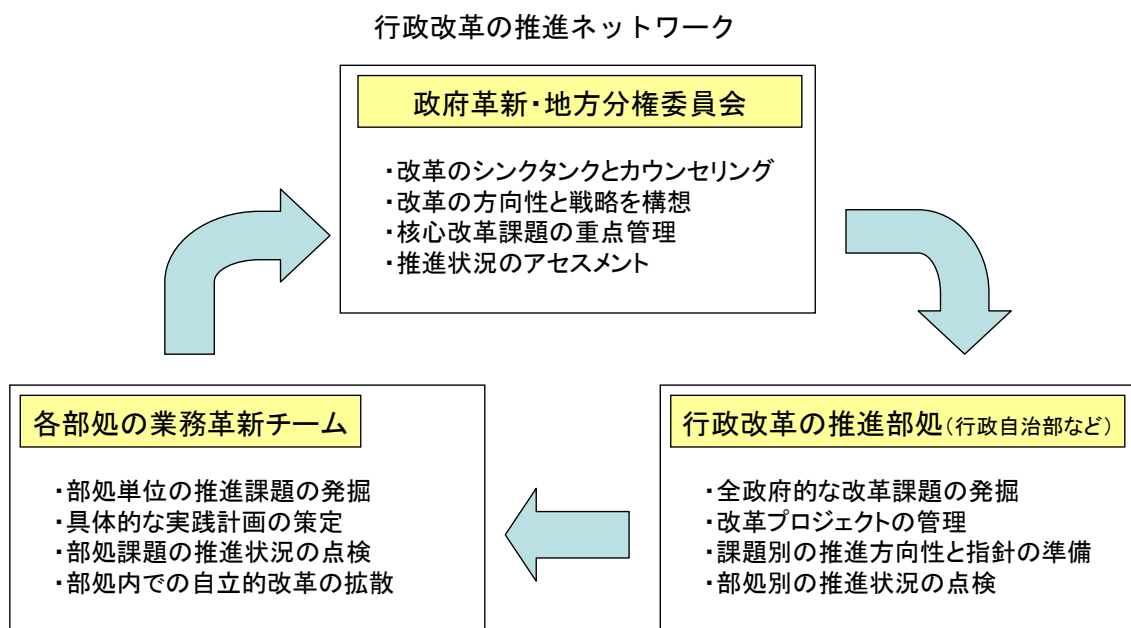 行政改革の推進ネットワーク
政府革新・地方分権委員会
・改革のシンクタンクとカウンセリング
・改革の方向性と戦略を構想
・核心改革課題の重点管理
・推進状況のアセスメント
各部処の業務革新チーム
・部処単位の推進課題の発掘
・具体的な実践計画の策定
・部処課題の推進状況の点検
・部処内での自立的改革の拡散
行政改革の推進部処(行政自治部など)
・全政府的な改革課題の発掘
・改革プロジェクトの管理
・課題別の推進方向性と指針の準備
・部処別の推進状況の点検